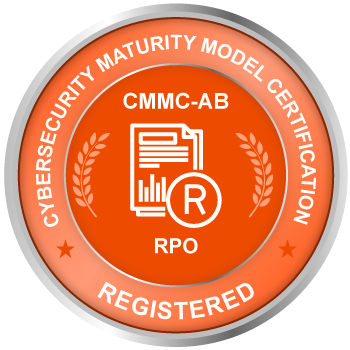 CYBERSECURITY MATURITY MODEL CERTIFICATION
CMMC-AB
R
RPO
REGISTERED